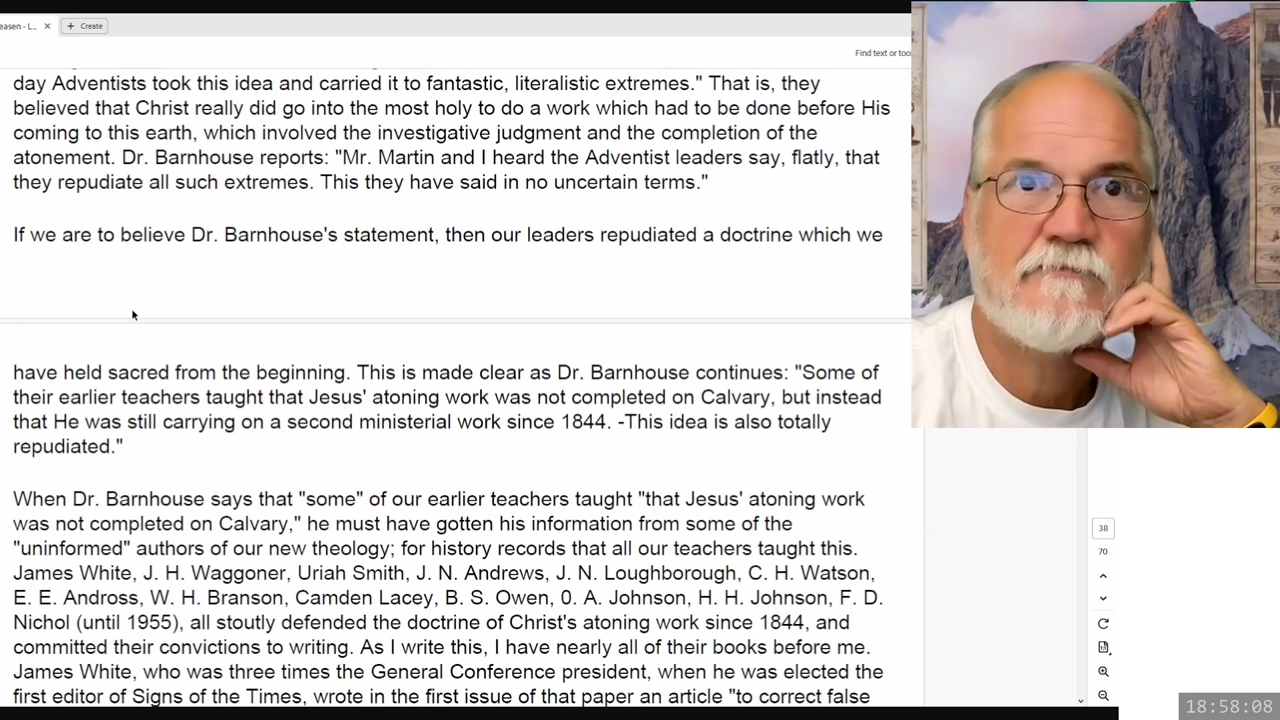 easen - L... × + Create
Find text or too
day Adventists took this idea and carried it to fantastic, literalistic extremes." That is, they
believed that Christ really did go into the most holy to do a work which had to be done before His
coming to this earth, which involved the investigative judgment and the completion of the
atonement. Dr. Barnhouse reports: "Mr. Martin and I heard the Adventist leaders say, flatly, that
they repudiate all such extremes. This they have said in no uncertain terms."
If we are to believe Dr. Barnhouse's statement, then our leaders repudiated a doctrine which we
have held sacred from the beginning. This is made clear as Dr. Barnhouse continues: "Some of
their earlier teachers taught that Jesus' atoning work was not completed on Calvary, but instead
that He was still carrying on a second ministerial work since 1844. -This idea is also totally
repudiated."
When Dr. Barnhouse says that "some" of our earlier teachers taught "that Jesus' atoning work
was not completed on Calvary," he must have gotten his information from some of the
"uninformed" authors of our new theology; for history records that all our teachers taught this.
James White, J. H. Waggoner, Uriah Smith, J. N. Andrews, J. N. Loughborough, C. H. Watson,
E. E. Andross, W. H. Branson, Camden Lacey, B. S. Owen, 0. A. Johnson, H. H. Johnson, F. D.
Nichol (until 1955), all stoutly defended the doctrine of Christ's atoning work since 1844, and
committed their convictions to writing. As I write this, I have nearly all of their books before me.
James White, who was three times the General Conference president, when he was elected the
first editor of Signs of the Times, wrote in the first issue of that paper an article "to correct false
38
70
18:58:08